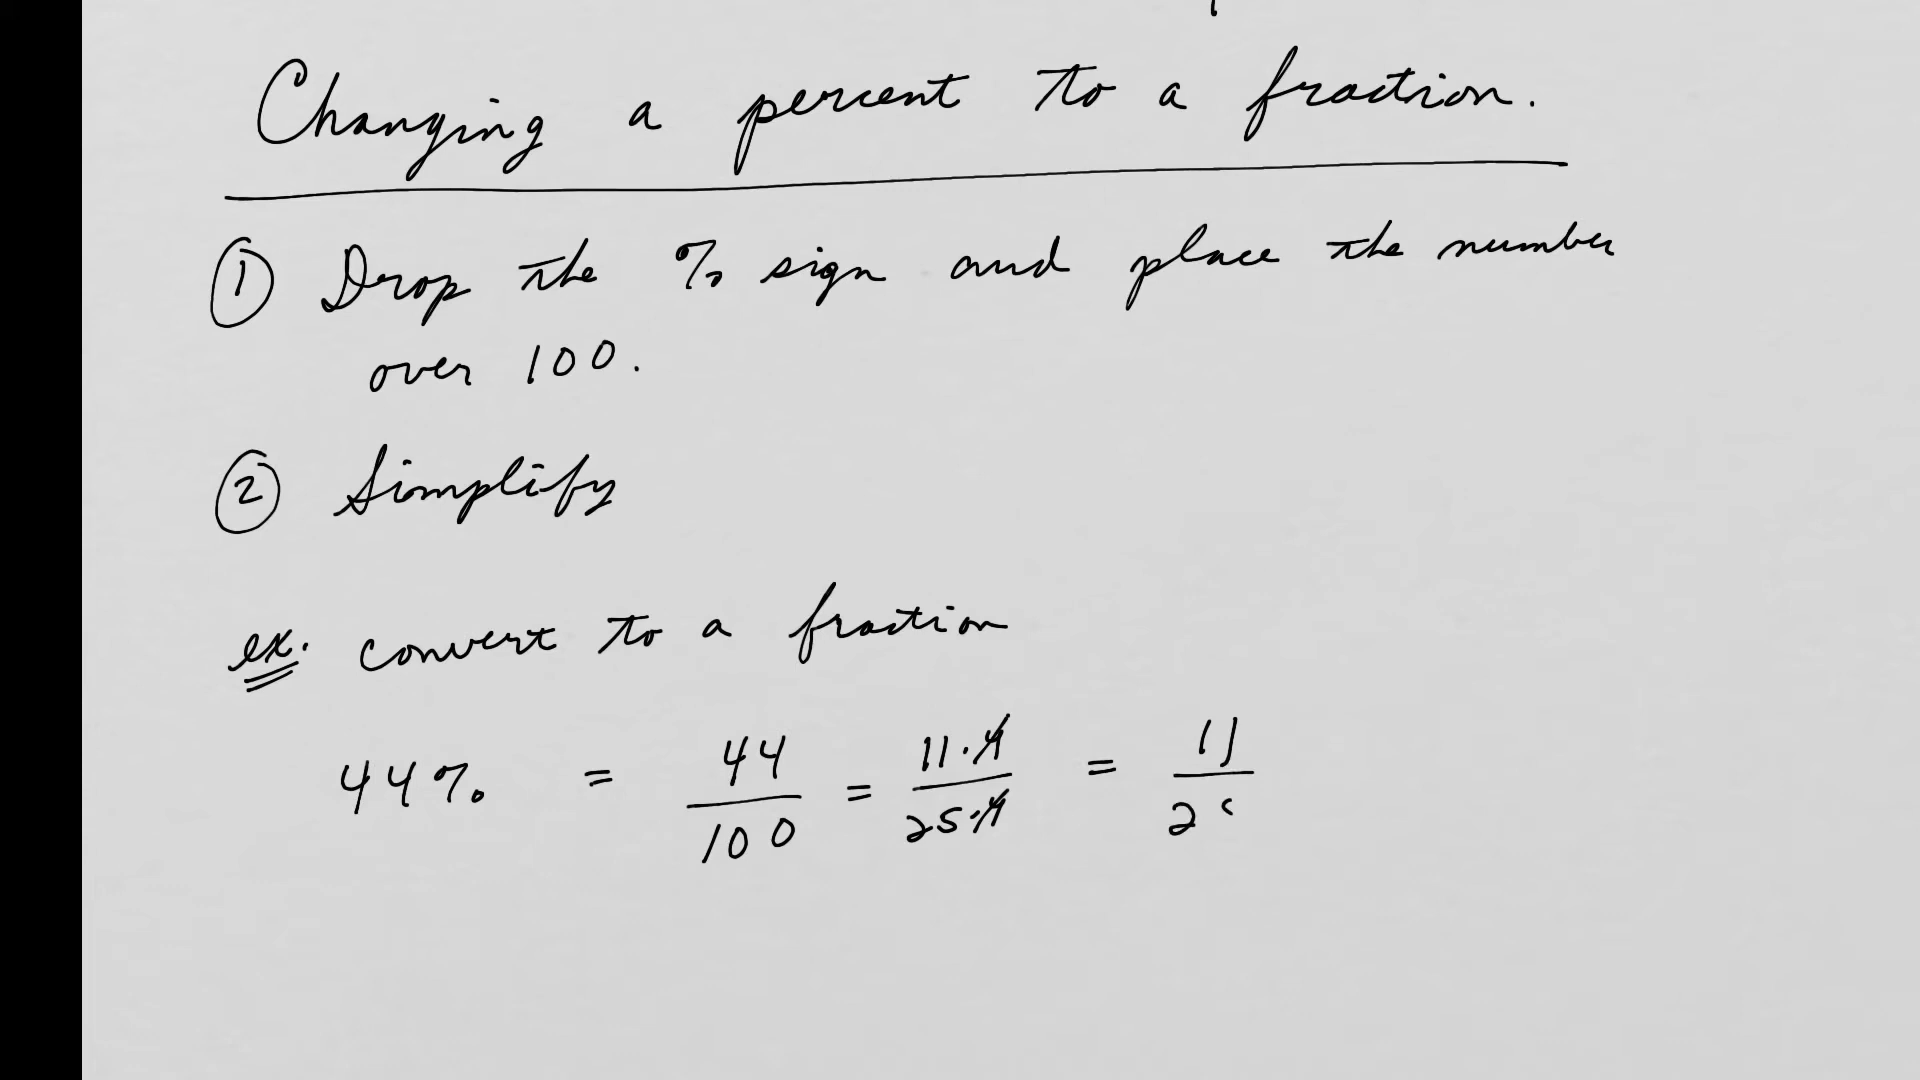 Changing a percent to a fraction.
① Drop the % sign and place the number
over 100.
② Simplify
ex. convert to a fraction
44% = 44/100 = 11·4/25·4 = 11/2